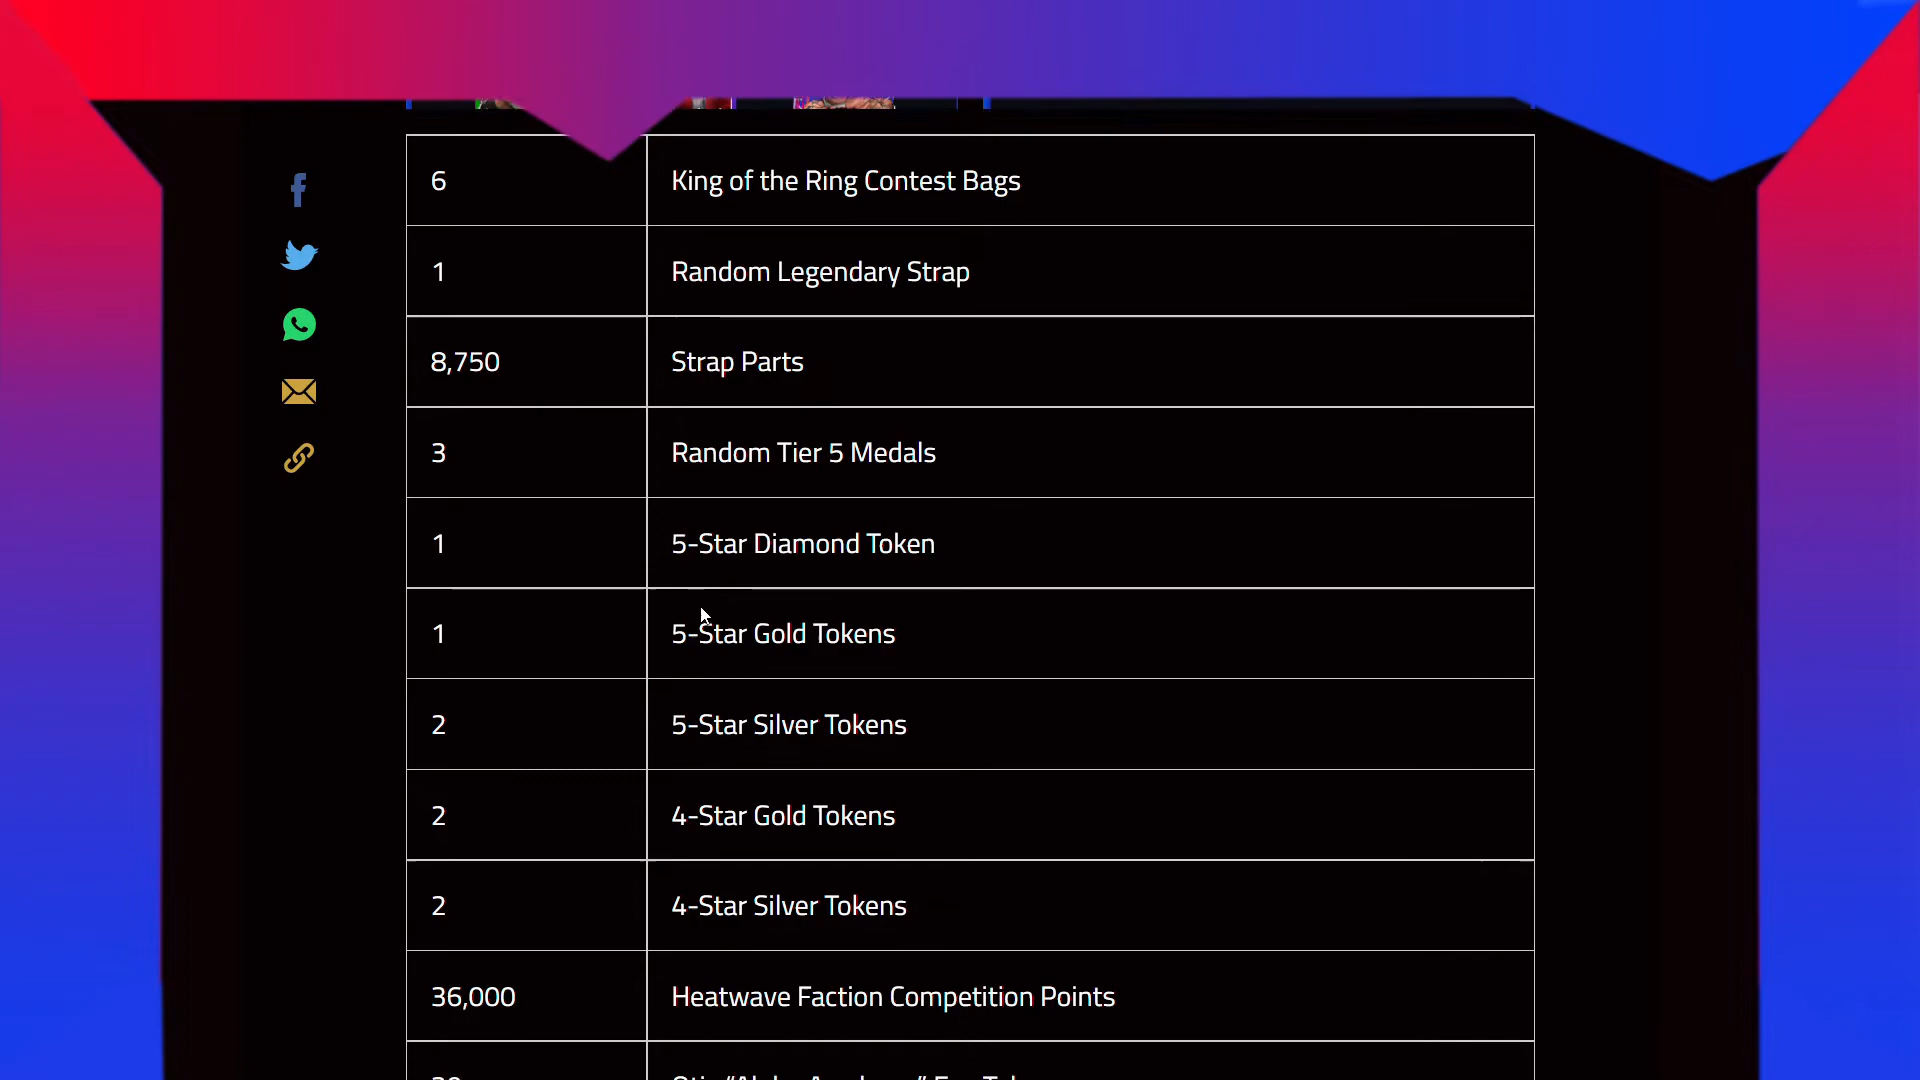 6 King of the Ring Contest Bags
1 Random Legendary Strap
8,750 Strap Parts
3 Random Tier 5 Medals
1 5-Star Diamond Token
1 5-Star Gold Tokens
2 5-Star Silver Tokens
2 4-Star Gold Tokens
2 4-Star Silver Tokens
36,000 Heatwave Faction Competition Points